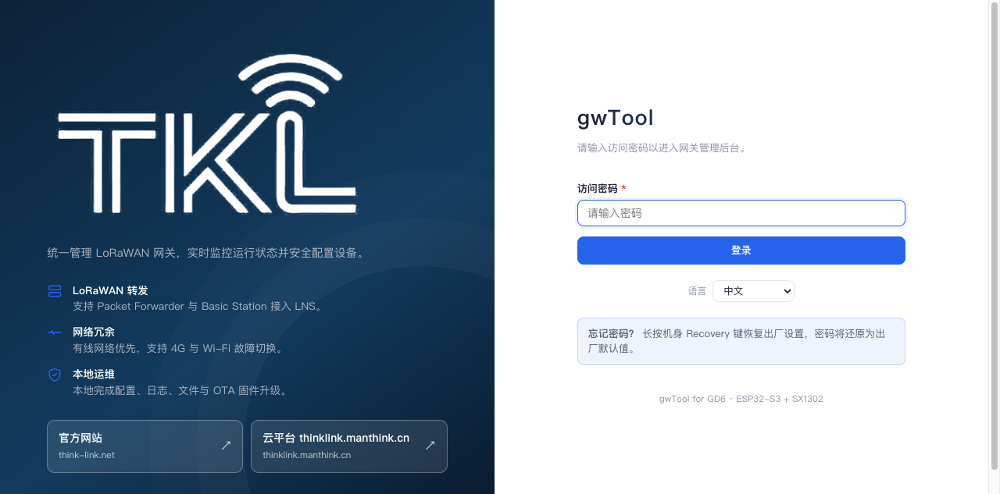 TKL
统一管理 LoRaWAN 网关，实时监控运行状态并安全配置设备。
LoRaWAN 转发
支持 Packet Forwarder 与 Basic Station 接入 LNS。
网络冗余
有线网络优先，支持 4G 与 Wi-Fi 故障切换。
本地运维
本地完成配置、日志、文件与 OTA 固件升级。
官方网站
think-link.net
↗
云平台 thinklink.manthink.cn
thinklink.manthink.cn
↗
gwTool
请输入访问密码以进入网关管理后台。
访问密码 *
请输入密码
登录
语言 中文
忘记密码？ 长按机身 Recovery 键恢复出厂设置，密码将还原为出
厂默认值。
gwTool for GD6 · ESP32-S3 + SX1302